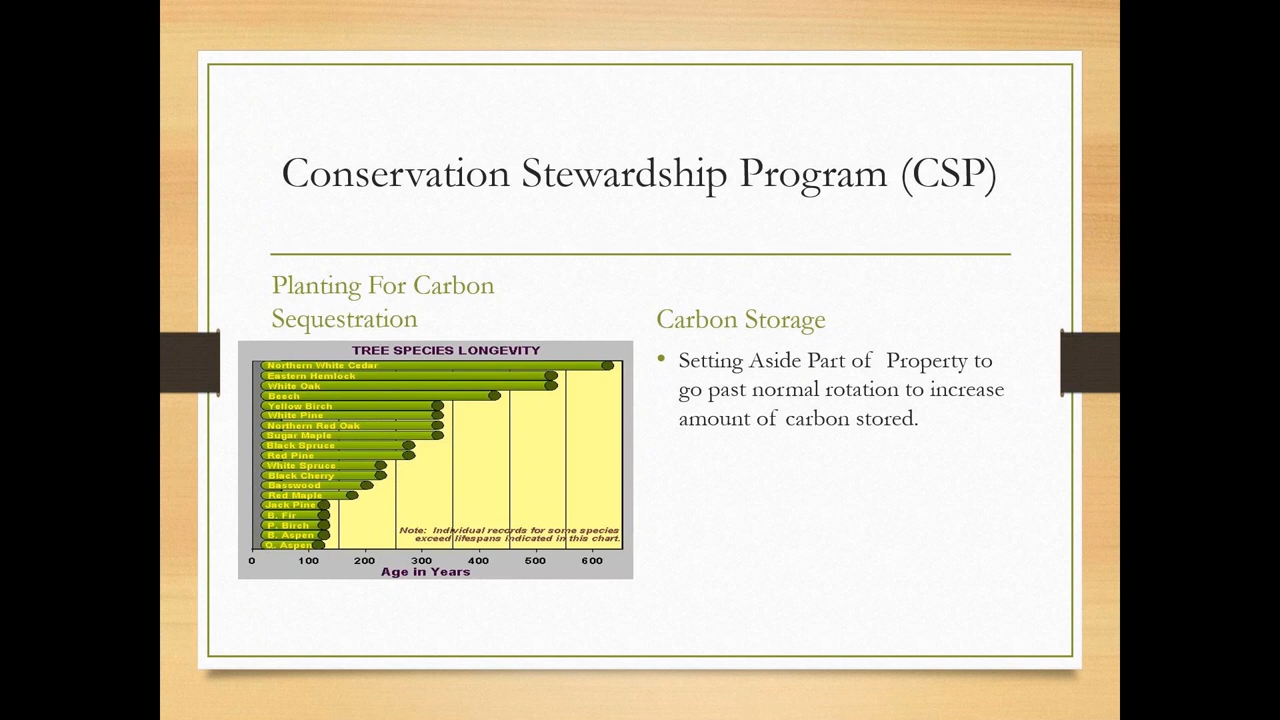 Conservation Stewardship Program (CSP)
Planting For Carbon
Sequestration
TREE SPECIES LONGEVITY
Northern White Cedar
Eastern Hemlock
White Oak
Beech
Yellow Birch
White Pine
Northern Red Oak
Sugar Maple
Black Spruce
Red Pine
White Spruce
Black Cherry
Basswood
Red Maple
Jack Pine
B. Fir
P. Birch
B. Aspen
Q. Aspen
Note: Individual records for some species
exceed lifespans indicated in this chart.
0 100 200 300 400 500 600
Age in Years
Carbon Storage
• Setting Aside Part of Property to
go past normal rotation to increase
amount of carbon stored.